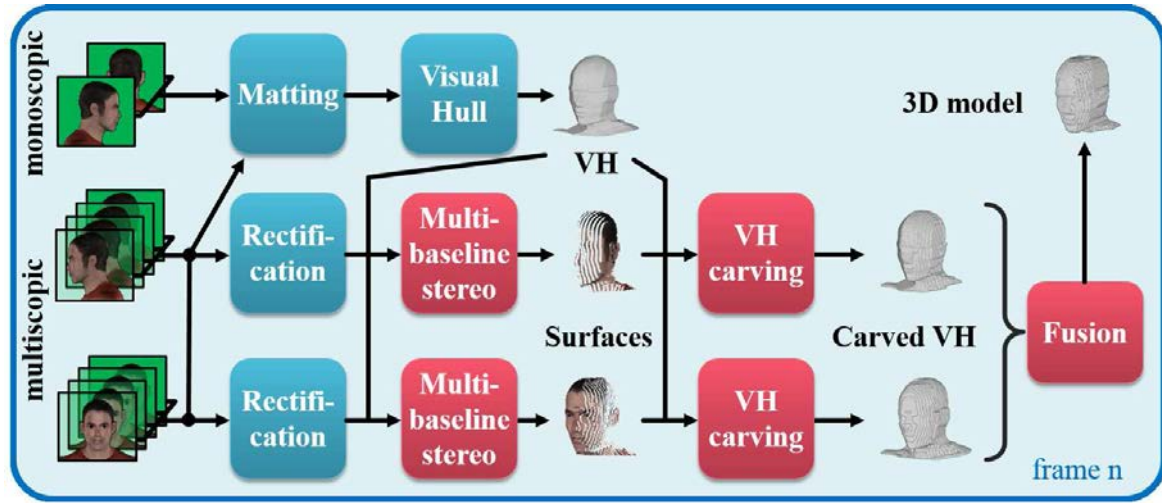 monoscopic
Matting
Visual
Hull
VH
3D model
multiscopic
Rectifi-
cation
Multi-
baseline
stereo
VH
carving
Surfaces
Carved VH
Fusion
Rectifi-
cation
Multi-
baseline
stereo
VH
carving
frame n